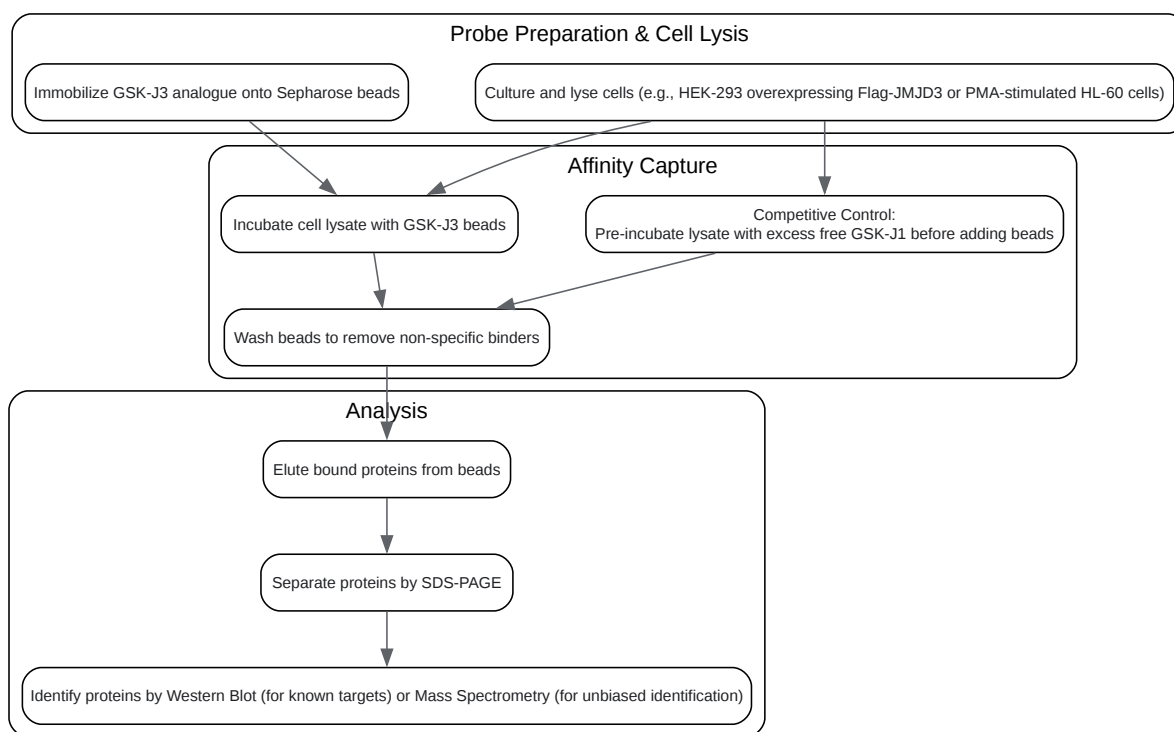 Probe Preparation & Cell Lysis
Immobilize GSK-J3 analogue onto Sepharose beads
Culture and lyse cells (e.g., HEK-293 overexpressing Flag-JMJD3 or PMA-stimulated HL-60 cells)
Affinity Capture
Incubate cell lysate with GSK-J3 beads
Competitive Control:
Pre-incubate lysate with excess free GSK-J1 before adding beads
Wash beads to remove non-specific binders
Analysis
Elute bound proteins from beads
Separate proteins by SDS-PAGE
Identify proteins by Western Blot (for known targets) or Mass Spectrometry (for unbiased identification)